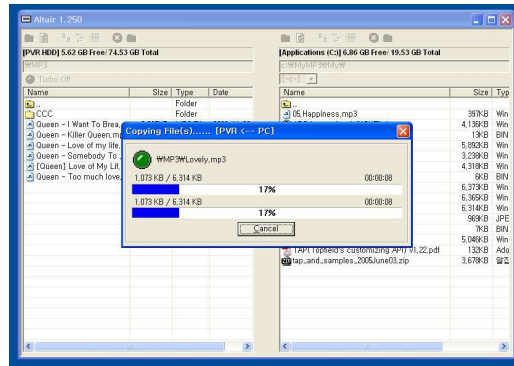 Altair 1.250
[PVR HDD] 5.62 GB Free/ 74.53 GB Total
₩MP3
Turbo Off
Name Size Type Date
.. Folder
CCC Folder
Queen - I Want To Brea,
Queen - Killer Queen,m
Queen - Love of my life,
Queen - Somebody To
[Queen] Love of My Lif,
Queen - Too much love,
[Applications (C:)] 6.86 GB Free/ 19.53 GB Total
c:₩MyMP3₩My₩
[-c-]
Name Size Typ
..
05,Happiness,mp3 397KB Win
4,136KB Win
13KB BIN
5,692KB Win
3,238KB Win
4,318KB Win
6KB BIN
6,373KB Win
6,365KB Win
6,314KB Win
969KB JPE
7KB BIN
5,046KB Win
TAP(Topfield's customizing API) v1,22,pdf 132KB Ado
tap_and_samples_2005June03,zip 3,678KB 알집
Copying File(s)...... [PVR <-- PC]
₩MP3₩Lovely,mp3
1,073 KB / 6,314 KB 00:00:08
17%
1,073 KB / 6,314 KB 00:00:08
17%
Cancel